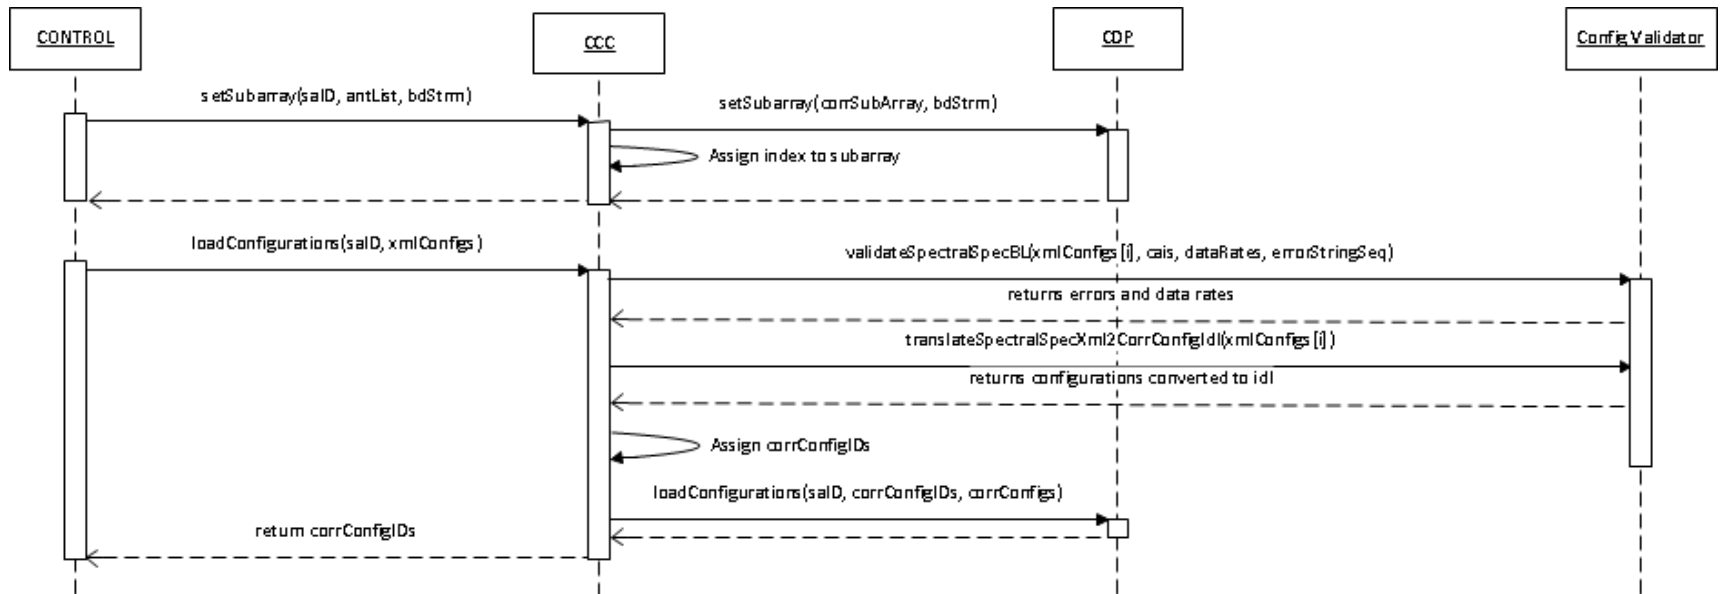 CONTROL
CCC
CDP
Config Validator
setSubarray(saID, antList, bdStrm)
setSubarray(corrSubArray, bdStrm)
Assign index to subarray
loadConfigurations(saID, xmlConfigs)
validateSpectralSpecBL(xmlConfigs[i], cais, dataRates, errorStringSeq)
returns errors and data rates
translateSpectralSpecXml2CorrConfigIdl(xmlConfigs[i])
returns configurations converted to idl
Assign corrConfigIDs
loadConfigurations(saID, corrConfigIDs, corrConfigs)
return corrConfigIDs